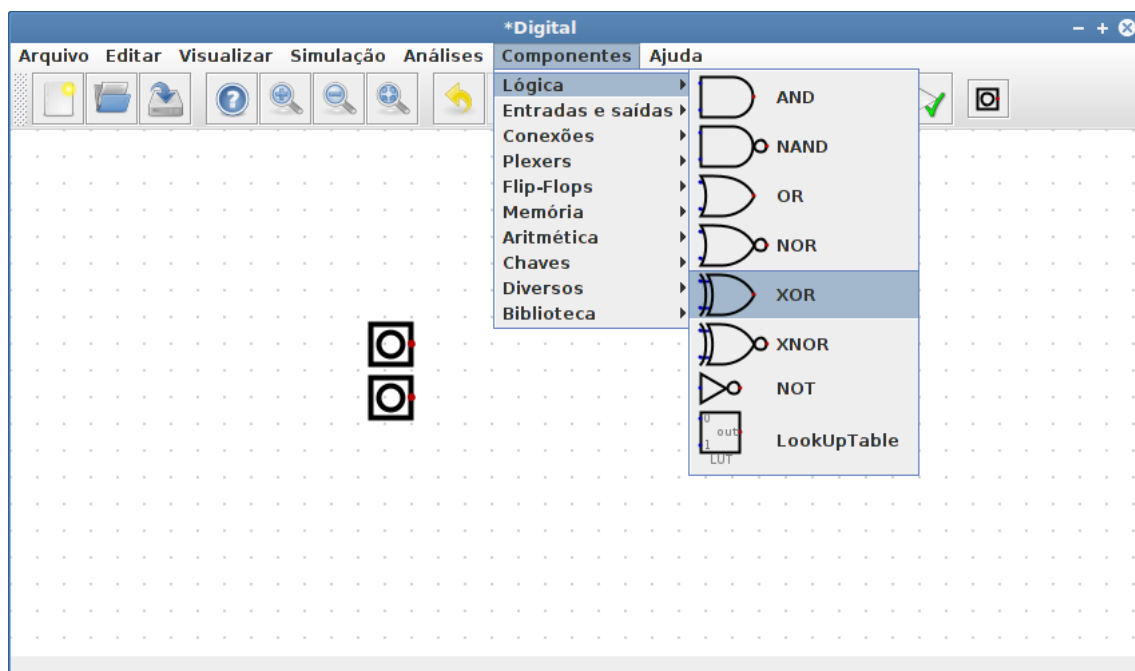 *Digital
Arquivo Editar Visualizar Simulação Análises Componentes Ajuda
Lógica
Entradas e saídas
Conexões
Plexers
Flip-Flops
Memória
Aritmética
Chaves
Diversos
Biblioteca
AND
NAND
OR
NOR
XOR
XNOR
NOT
0
out
1
LUT
LookUpTable